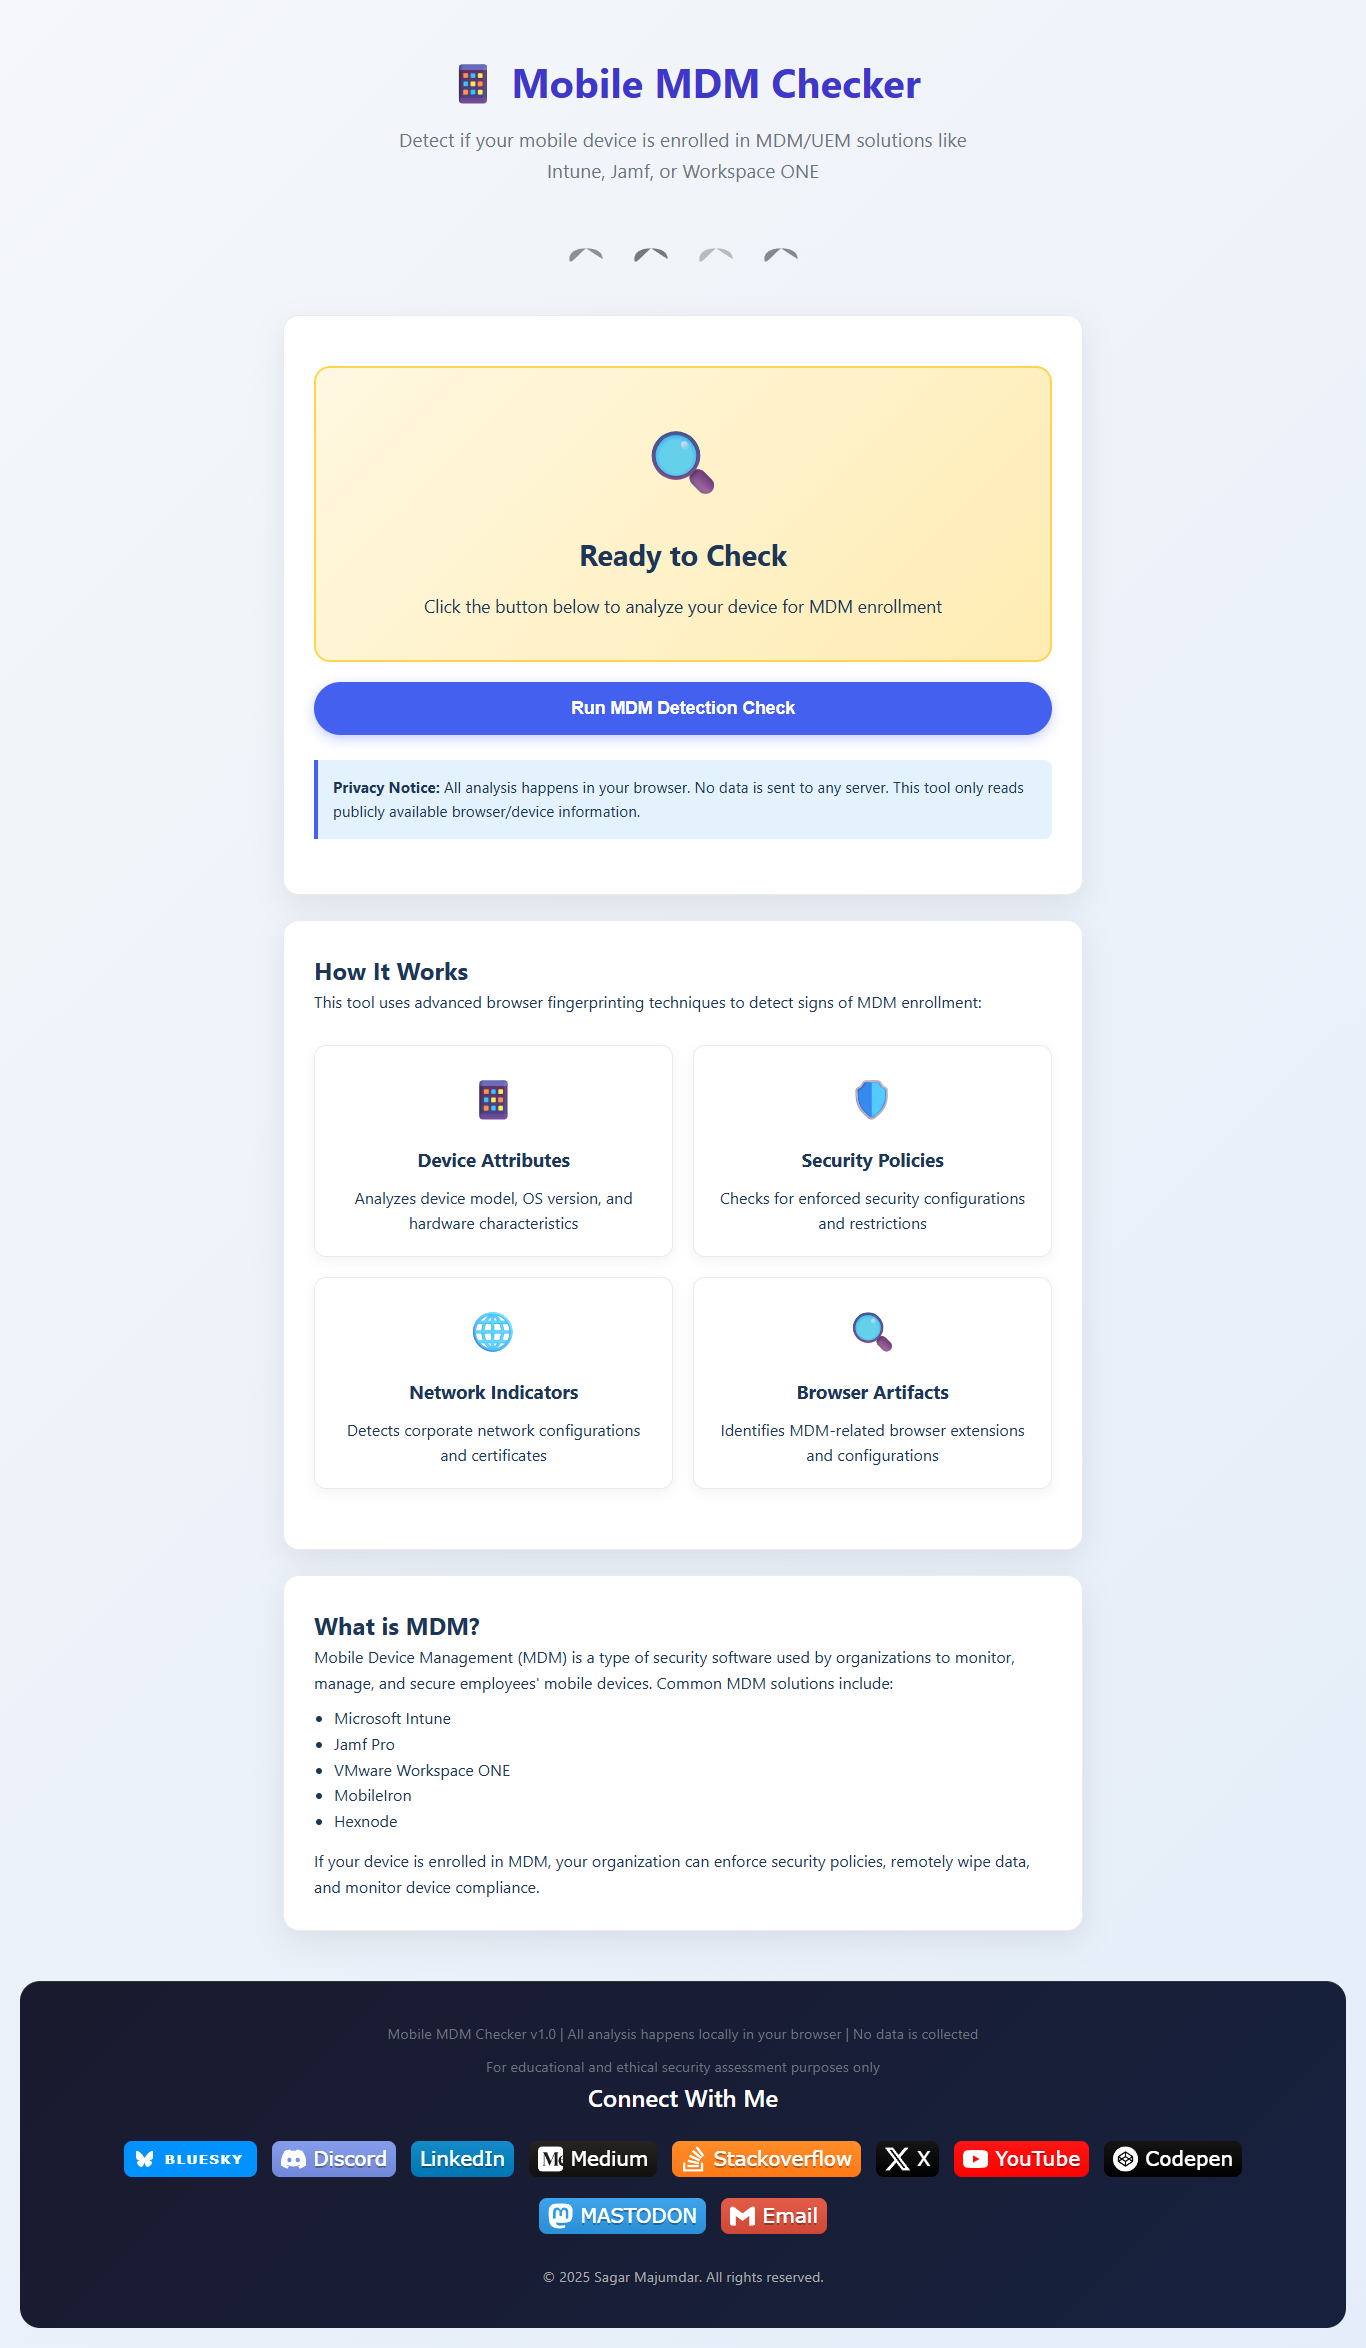 Mobile MDM Checker
Detect if your mobile device is enrolled in MDM/UEM solutions like
Intune, Jamf, or Workspace ONE
Ready to Check
Click the button below to analyze your device for MDM enrollment
Run MDM Detection Check
Privacy Notice: All analysis happens in your browser. No data is sent to any server. This tool only reads
publicly available browser/device information.
How It Works
This tool uses advanced browser fingerprinting techniques to detect signs of MDM enrollment:
Device Attributes
Analyzes device model, OS version, and
hardware characteristics
Security Policies
Checks for enforced security configurations
and restrictions
Network Indicators
Detects corporate network configurations
and certificates
Browser Artifacts
Identifies MDM-related browser extensions
and configurations
What is MDM?
Mobile Device Management (MDM) is a type of security software used by organizations to monitor,
manage, and secure employees' mobile devices. Common MDM solutions include:
• Microsoft Intune
• Jamf Pro
• VMware Workspace ONE
• MobileIron
• Hexnode
If your device is enrolled in MDM, your organization can enforce security policies, remotely wipe data,
and monitor device compliance.
Mobile MDM Checker v1.0 | All analysis happens locally in your browser | No data is collected
For educational and ethical security assessment purposes only
Connect With Me
BLUESKY Discord LinkedIn Medium Stackoverflow X YouTube Codepen
MASTODON Email
© 2025 Sagar Majumdar. All rights reserved.